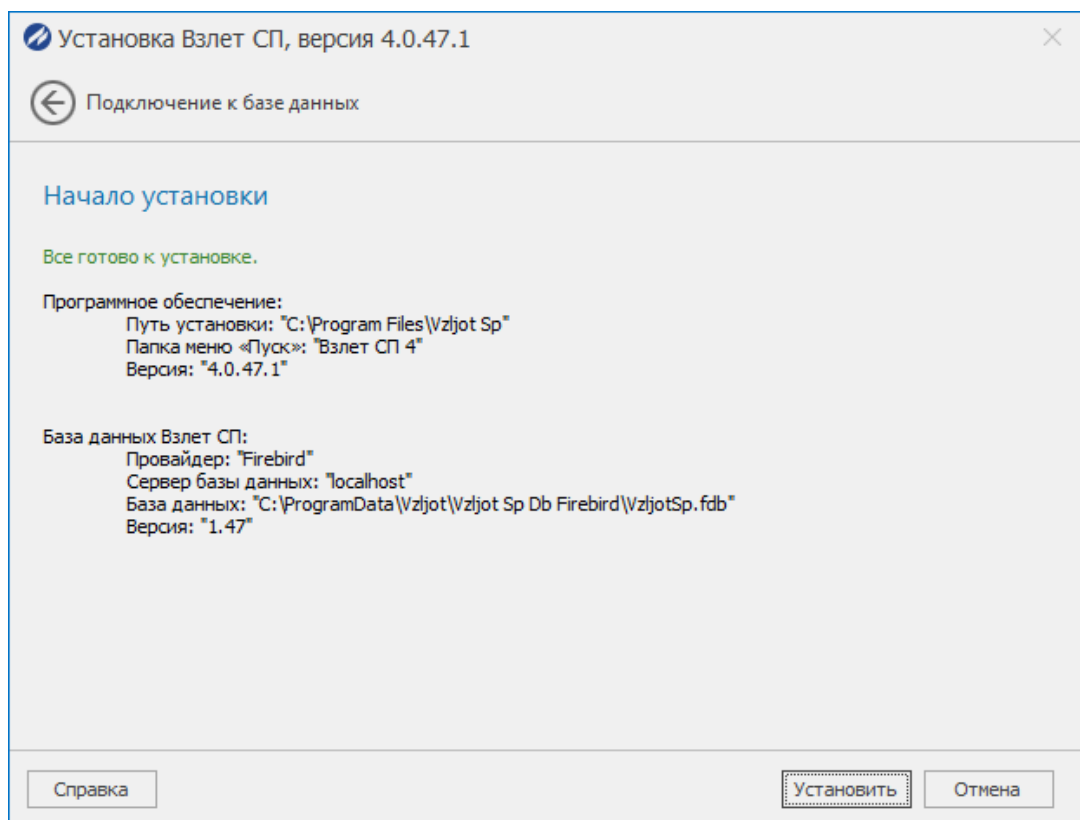 Установка Взлет СП, версия 4.0.47.1
Подключение к базе данных
Начало установки
Все готово к установке.
Программное обеспечение:
Путь установки: "C:\Program Files\Vzljot Sp"
Папка меню «Пуск»: "Взлет СП 4"
Версия: "4.0.47.1"
База данных Взлет СП:
Провайдер: "Firebird"
Сервер базы данных: "localhost"
База данных: "C:\ProgramData\Vzljot\Vzljot Sp Db Firebird\VzljotSp.fdb"
Версия: "1.47"
Справка
Установить
Отмена